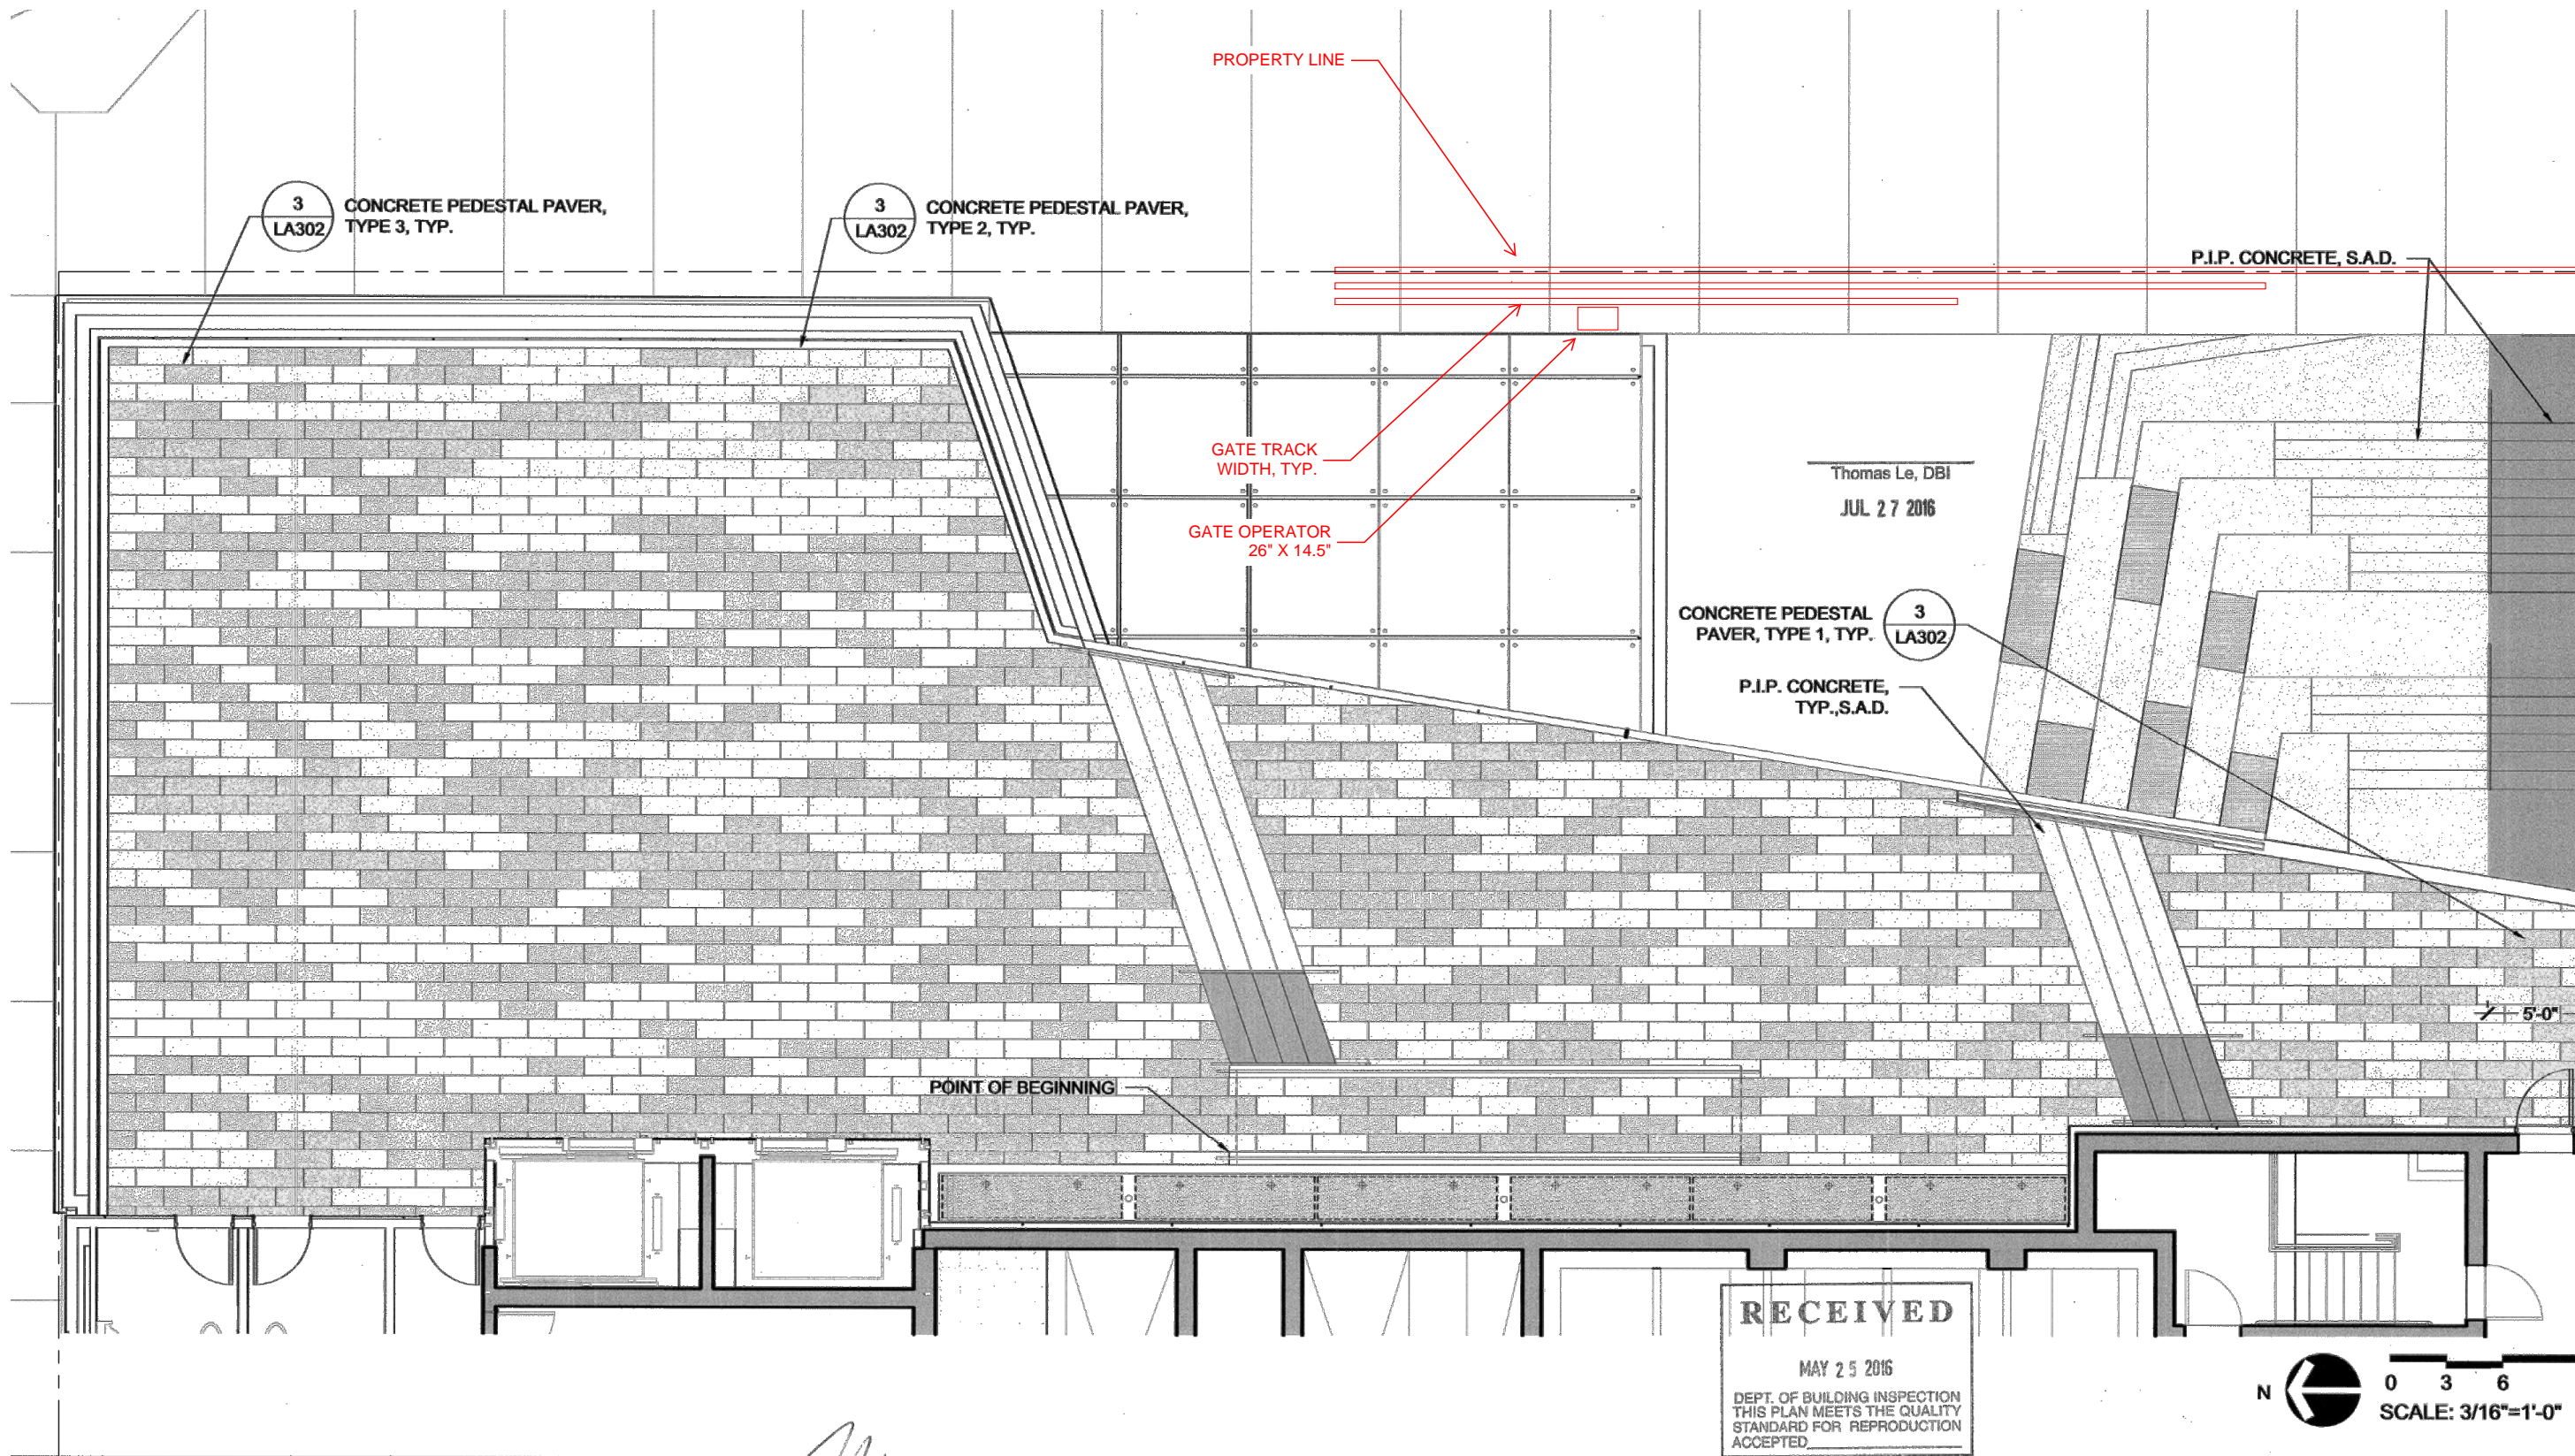 PROPERTY LINE
3
LA302
CONCRETE PEDESTAL PAVER,
TYPE 3, TYP.
3
LA302
CONCRETE PEDESTAL PAVER,
TYPE 2, TYP.
P.I.P. CONCRETE, S.A.D.
GATE TRACK
WIDTH, TYP.
Thomas Le, DBI
JUL 27 2016
GATE OPERATOR
26" X 14.5"
CONCRETE PEDESTAL
PAVER, TYPE 1, TYP.
3
LA302
P.I.P. CONCRETE,
TYP.,S.A.D.
5'-0"
POINT OF BEGINNING
RECEIVED
MAY 25 2016
DEPT. OF BUILDING INSPECTION
THIS PLAN MEETS THE QUALITY
STANDARD FOR REPRODUCTION
ACCEPTED
N
0 3 6
SCALE: 3/16"=1'-0"